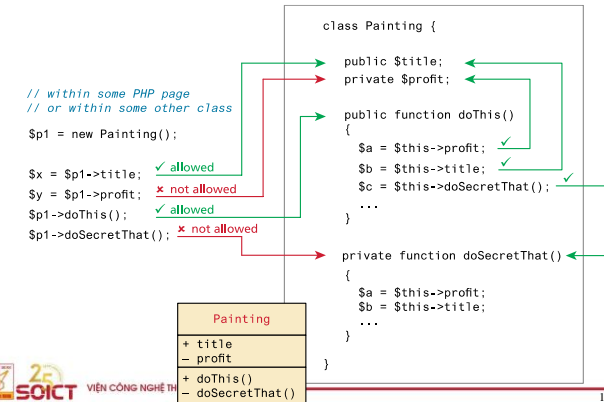 class Painting {
public $title;
private $profit;
// within some PHP page
// or within some other class
$p1 = new Painting();
$x = $p1->title; ✓ allowed
$y = $p1->profit; × not allowed
$p1->doThis(); ✓ allowed
$p1->doSecretThat(); × not allowed
public function doThis()
{
$a = $this->profit; ✓
$b = $this->title; ✓
$c = $this->doSecretThat(); ✓
...
}
private function doSecretThat()
{
$a = $this->profit;
$b = $this->title;
...
}
}
Painting
+ title
– profit
+ doThis()
– doSecretThat()
25
SOICT
VIỆN CÔNG NGHỆ TH